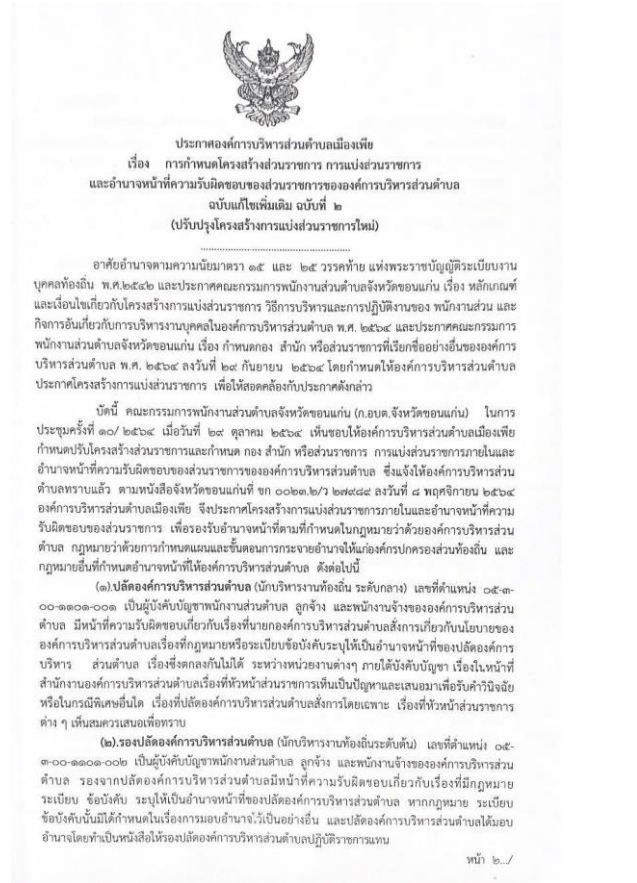 ประกาศองค์การบริหารส่วนตำบลเมืองเพีย
เรื่อง การกำหนดโครงสร้างส่วนราชการ การแบ่งส่วนราชการ
และอำนาจหน้าที่ความรับผิดชอบของส่วนราชการขององค์การบริหารส่วนตำบล
ฉบับแก้ไขเพิ่มเติม ฉบับที่ ๒
(ปรับปรุงโครงสร้างการแบ่งส่วนราชการใหม่)
อาศัยอำนาจตามความนัยมาตรา ๑๕ และ ๒๕ วรรคท้าย แห่งพระราชบัญญัติระเบียบงาน
บุคคลท้องถิ่น พ.ศ.๒๕๔๒ และประกาศคณะกรรมการพนักงานส่วนตำบลจังหวัดขอนแก่น เรื่อง หลักเกณฑ์
และเงื่อนไขเกี่ยวกับโครงสร้างการแบ่งส่วนราชการ วิธีการบริหารและการปฏิบัติงานของ พนักงานส่วน และ
กิจการอันเกี่ยวกับการบริหารงานบุคคลในองค์การบริหารส่วนตำบล พ.ศ. ๒๕๖๔ และประกาศคณะกรรมการ
พนักงานส่วนตำบลจังหวัดขอนแก่น เรื่อง กำหนดกอง สำนัก หรือส่วนราชการที่เรียกชื่ออย่างอื่นขององค์การ
บริหารส่วนตำบล พ.ศ. ๒๕๖๔ ลงวันที่ ๒๙ กันยายน ๒๕๖๔ โดยกำหนดให้องค์การบริหารส่วนตำบล
ประกาศโครงสร้างการแบ่งส่วนราชการ เพื่อให้สอดคล้องกับประกาศดังกล่าว
บัดนี้ คณะกรรมการพนักงานส่วนตำบลจังหวัดขอนแก่น (ก.อบต.จังหวัดขอนแก่น) ในการ
ประชุมครั้งที่ ๑๐/ ๒๕๖๔ เมื่อวันที่ ๒๙ ตุลาคม ๒๕๖๔ เห็นชอบให้องค์การบริหารส่วนตำบลเมืองเพีย
กำหนดปรับโครงสร้างส่วนราชการและกำหนด กอง สำนัก หรือส่วนราชการ การแบ่งส่วนราชการภายในและ
อำนาจหน้าที่ความรับผิดชอบของส่วนราชการขององค์การบริหารส่วนตำบล ซึ่งแจ้งให้องค์การบริหารส่วน
ตำบลทราบแล้ว ตามหนังสือจังหวัดขอนแก่นที่ ขก ๐๐๒๓.๒/ว ๒๗๙๘๙ ลงวันที่ ๘ พฤศจิกายน ๒๕๖๔
องค์การบริหารส่วนตำบลเมืองเพีย จึงประกาศโครงสร้างการแบ่งส่วนราชการภายในและอำนาจหน้าที่ความ
รับผิดชอบของส่วนราชการ เพื่อรองรับอำนาจหน้าที่ตามที่กำหนดในกฎหมายว่าด้วยองค์การบริหารส่วน
ตำบล กฎหมายว่าด้วยการกำหนดแผนและขั้นตอนการกระจายอำนาจให้แก่องค์กรปกครองส่วนท้องถิ่น และ
กฎหมายอื่นที่กำหนดอำนาจหน้าที่ให้องค์การบริหารส่วนตำบล ดังต่อไปนี้
(๑).ปลัดองค์การบริหารส่วนตำบล (นักบริหารงานท้องถิ่น ระดับกลาง) เลขที่ตำแหน่ง ๐๕-๓-
๐๐-๑๑๐๑-๐๐๑ เป็นผู้บังคับบัญชาพนักงานส่วนตำบล ลูกจ้าง และพนักงานจ้างขององค์การบริหารส่วน
ตำบล มีหน้าที่ความรับผิดชอบเกี่ยวกับเรื่องที่นายกองค์การบริหารส่วนตำบลสั่งการเกี่ยวกับนโยบายของ
องค์การบริหารส่วนตำบลเรื่องที่กฎหมายหรือระเบียบข้อบังคับระบุให้เป็นอำนาจหน้าที่ของปลัดองค์การ
บริหาร ส่วนตำบล เรื่องซึ่งตกลงกันไม่ได้ ระหว่างหน่วยงานต่างๆ ภายใต้บังคับบัญชา เรื่องในหน้าที่
สำนักงานองค์การบริหารส่วนตำบลเรื่องที่หัวหน้าส่วนราชการเห็นเป็นปัญหาและเสนอมาเพื่อรับคำวินิจฉัย
หรือในกรณีพิเศษอื่นใด เรื่องที่ปลัดองค์การบริหารส่วนตำบลสั่งการโดยเฉพาะ เรื่องที่หัวหน้าส่วนราชการ
ต่าง ๆ เห็นสมควรเสนอเพื่อทราบ
(๒).รองปลัดองค์การบริหารส่วนตำบล (นักบริหารงานท้องถิ่นระดับต้น) เลขที่ตำแหน่ง ๐๕-
๓-๐๐-๑๑๐๑-๐๐๒ เป็นผู้บังคับบัญชาพนักงานส่วนตำบล ลูกจ้าง และพนักงานจ้างขององค์การบริหารส่วน
ตำบล รองจากปลัดองค์การบริหารส่วนตำบลมีหน้าที่ความรับผิดชอบเกี่ยวกับเรื่องที่มีกฎหมาย
ระเบียบ ข้อบังคับ ระบุให้เป็นอำนาจหน้าที่ของปลัดองค์การบริหารส่วนตำบล หากกฎหมาย ระเบียบ
ข้อบังคับนั้นมิได้กำหนดในเรื่องการมอบอำนาจไว้เป็นอย่างอื่น และปลัดองค์การบริหารส่วนตำบลได้มอบ
อำนาจโดยทำเป็นหนังสือให้รองปลัดองค์การบริหารส่วนตำบลปฏิบัติราชการแทน
หน้า ๒.../